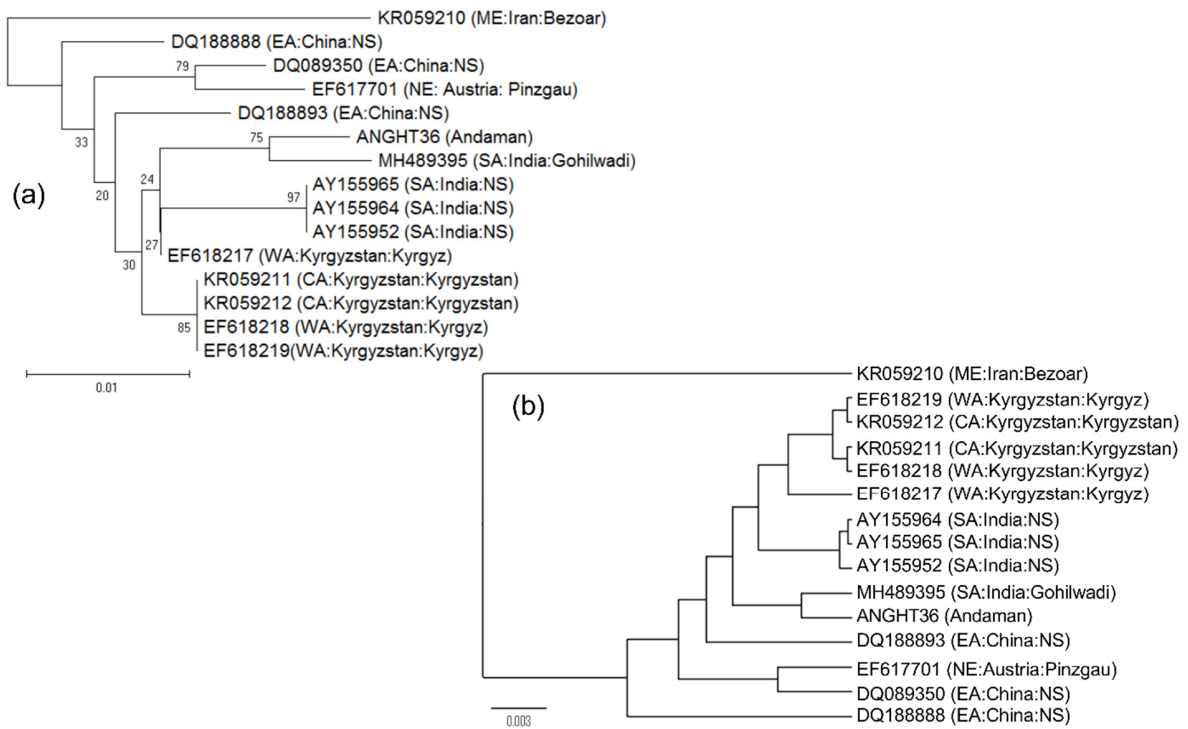 KR059210 (ME:Iran:Bezoar)
DQ188888 (EA:China:NS)
79
DQ089350 (EA:China:NS)
EF617701 (NE: Austria: Pinzgau)
DQ188893 (EA:China:NS)
33
75
ANGHT36 (Andaman)
MH489395 (SA:India:Gohilwadi)
(a)
24
20
AY155965 (SA:India:NS)
97
AY155964 (SA:India:NS)
AY155952 (SA:India:NS)
27
30
EF618217 (WA:Kyrgyzstan:Kyrgyz)
KR059211 (CA:Kyrgyzstan:Kyrgyzstan)
KR059212 (CA:Kyrgyzstan:Kyrgyzstan)
85
EF618218 (WA:Kyrgyzstan:Kyrgyz)
EF618219(WA:Kyrgyzstan:Kyrgyz)
0.01
(b)
KR059210 (ME:Iran:Bezoar)
EF618219 (WA:Kyrgyzstan:Kyrgyz)
KR059212 (CA:Kyrgyzstan:Kyrgyzstan)
KR059211 (CA:Kyrgyzstan:Kyrgyzstan)
EF618218 (WA:Kyrgyzstan:Kyrgyz)
EF618217 (WA:Kyrgyzstan:Kyrgyz)
AY155964 (SA:India:NS)
AY155965 (SA:India:NS)
AY155952 (SA:India:NS)
MH489395 (SA:India:Gohilwadi)
ANGHT36 (Andaman)
DQ188893 (EA:China:NS)
EF617701 (NE:Austria:Pinzgau)
DQ089350 (EA:China:NS)
DQ188888 (EA:China:NS)
0.003